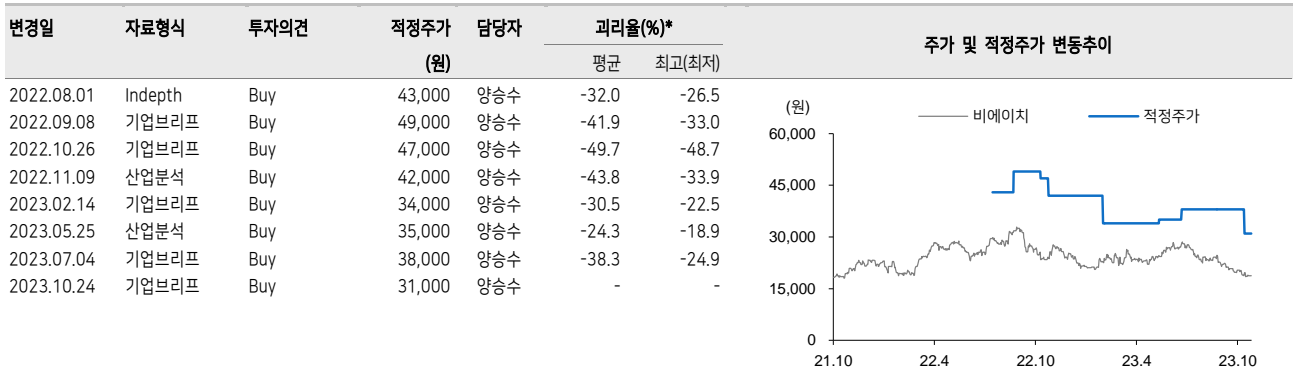 변경일 자료형식 투자의견 적정주가 담당자 괴리율(%)*
(원) 평균 최고(최저)
2022.08.01 Indepth Buy 43,000 양승수 -32.0 -26.5
2022.09.08 기업브리프 Buy 49,000 양승수 -41.9 -33.0
2022.10.26 기업브리프 Buy 47,000 양승수 -49.7 -48.7
2022.11.09 산업분석 Buy 42,000 양승수 -43.8 -33.9
2023.02.14 기업브리프 Buy 34,000 양승수 -30.5 -22.5
2023.05.25 산업분석 Buy 35,000 양승수 -24.3 -18.9
2023.07.04 기업브리프 Buy 38,000 양승수 -38.3 -24.9
2023.10.24 기업브리프 Buy 31,000 양승수 - -
주가 및 적정주가 변동추이
(원)
비에이치 적정주가
60,000
45,000
30,000
15,000
0
21.10 22.4 22.10 23.4 23.10